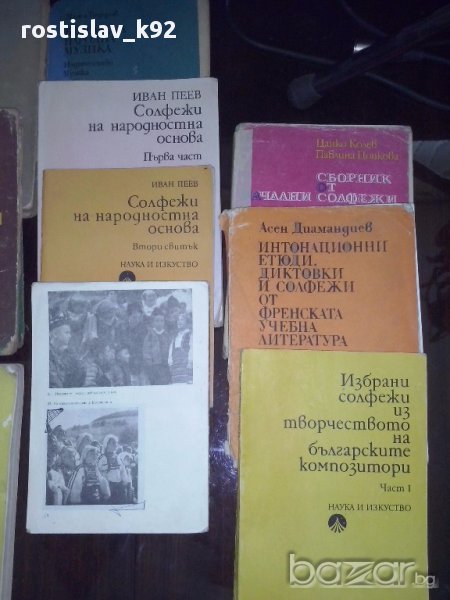 rostislav_k92
МУЗИКА
ИВАН ПЕЕВ
Солфежи
на народностна
основа
Първа част
ИВАН ПЕЕВ
Солфежи
на народностна
основа
Втори свитък
НАУКА И ИЗКУСТВО
Цанко Колев
Павлина Цонкова
СБОРНИК
ОТ
СОЛФЕЖИ
Асен Диамандиев
ИНТОНАЦИОННИ
ЕТЮДИ,
ДИКТОВКИ
И СОЛФЕЖИ
ОТ
ФРЕНСКАТА
УЧЕБНА
ЛИТЕРАТУРА
Избрани
солфежи
из
творчеството
на
българските
композитори
Част I
НАУКА И ИЗКУСТВО
bazar.bg